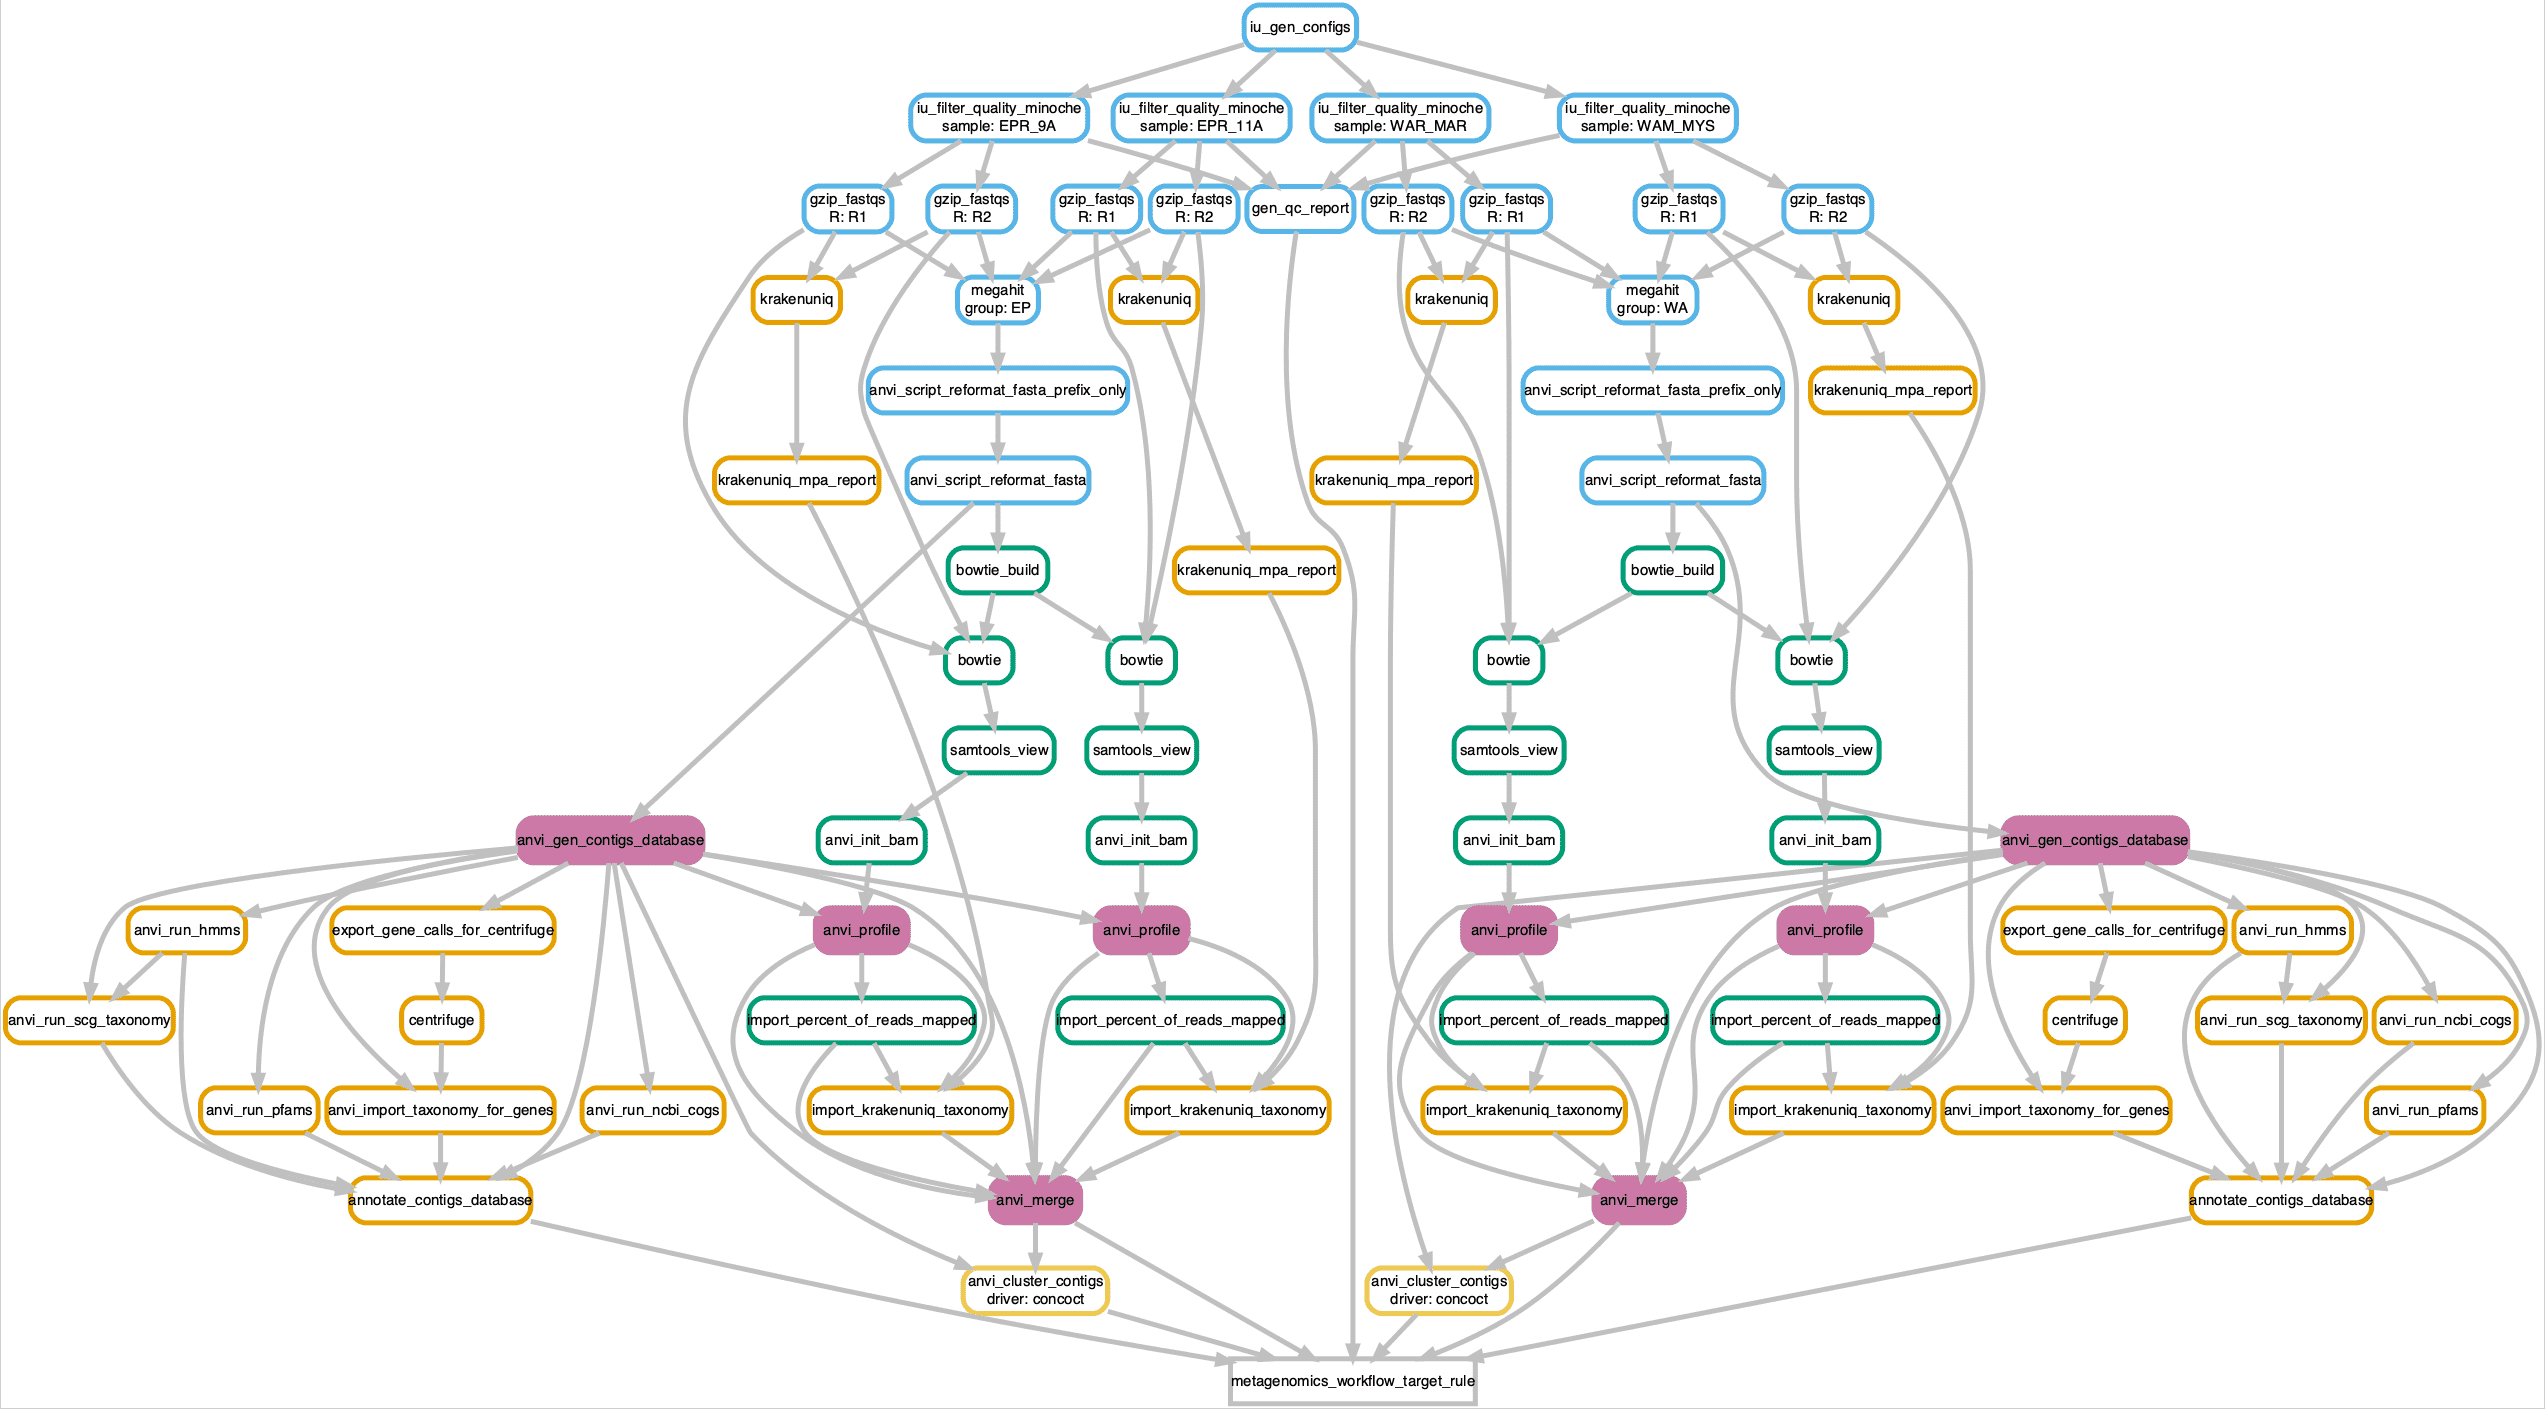 iu_gen_configs
iu_filter_quality_minoche
sample: EPR_9A
iu_filter_quality_minoche
sample: EPR_11A
iu_filter_quality_minoche
sample: WAR_MAR
iu_filter_quality_minoche
sample: WAM_MYS
gzip_fastqs
R: R1
gzip_fastqs
R: R2
gzip_fastqs
R: R1
gzip_fastqs
R: R2
gen_qc_report
gzip_fastqs
R: R2
gzip_fastqs
R: R1
gzip_fastqs
R: R1
gzip_fastqs
R: R2
krakenuniq
megahit
group: EP
krakenuniq
krakenuniq
megahit
group: WA
krakenuniq
anvi_script_reformat_fasta_prefix_only
anvi_script_reformat_fasta_prefix_only
krakenuniq_mpa_report
krakenuniq_mpa_report
anvi_script_reformat_fasta
krakenuniq_mpa_report
anvi_script_reformat_fasta
bowtie_build
krakenuniq_mpa_report
bowtie_build
bowtie
bowtie
bowtie
bowtie
samtools_view
samtools_view
samtools_view
samtools_view
anvi_gen_contigs_database
anvi_init_bam
anvi_init_bam
anvi_init_bam
anvi_init_bam
anvi_gen_contigs_database
anvi_run_hmms
export_gene_calls_for_centrifuge
anvi_profile
anvi_profile
anvi_profile
anvi_profile
export_gene_calls_for_centrifuge
anvi_run_hmms
anvi_run_scg_taxonomy
centrifuge
import_percent_of_reads_mapped
import_percent_of_reads_mapped
import_percent_of_reads_mapped
import_percent_of_reads_mapped
centrifuge
anvi_run_scg_taxonomy
anvi_run_ncbi_cogs
anvi_run_pfams
anvi_import_taxonomy_for_genes
anvi_run_ncbi_cogs
import_krakenuniq_taxonomy
import_krakenuniq_taxonomy
import_krakenuniq_taxonomy
import_krakenuniq_taxonomy
anvi_import_taxonomy_for_genes
anvi_run_pfams
annotate_contigs_database
anvi_merge
anvi_merge
annotate_contigs_database
anvi_cluster_contigs
driver: concoct
anvi_cluster_contigs
driver: concoct
metagenomics_workflow_target_rule